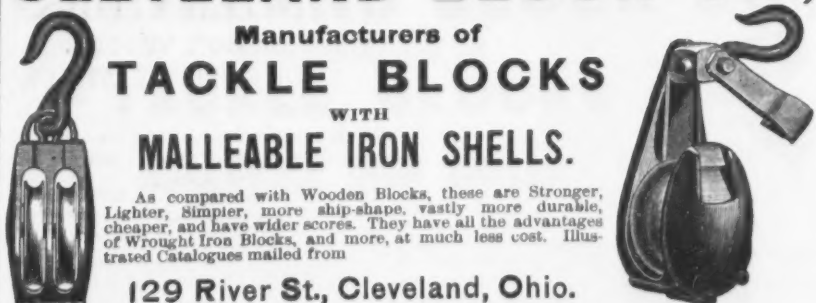 Manufacturers of
TACKLE BLOCKS
WITH
MALLEABLE IRON SHELLS.
As compared with Wooden Blocks, these are Stronger,
Lighter, Simpler, more ship-shape, vastly more durable,
cheaper, and have wider scores. They have all the advantages
of Wrought Iron Blocks, and more, at much less cost. Illus-
trated Catalogues mailed from
129 River St., Cleveland, Ohio.